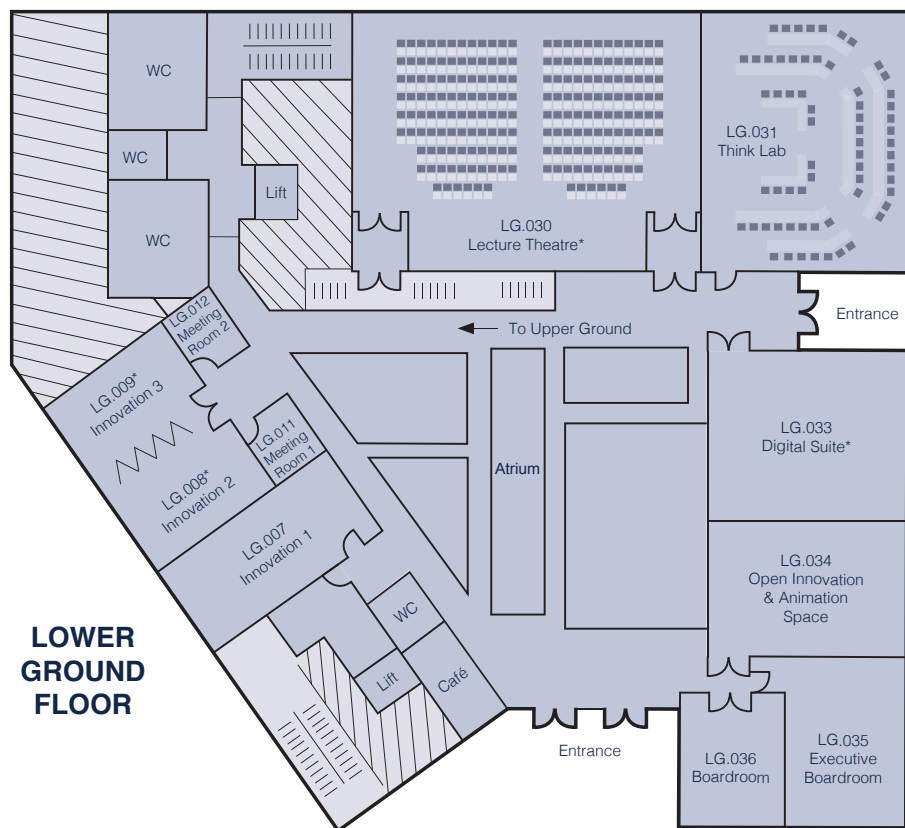 WC
WC
WC
Lift
LG.030
Lecture Theatre*
LG.031
Think Lab
Entrance
To Upper Ground
LG.012
Meeting
Room 2
LG.009*
Innovation 3
LG.011
Meeting
Room 1
LG.008*
Innovation 2
LG.007
Innovation 1
Atrium
LG.033
Digital Suite*
LG.034
Open Innovation
& Animation
Space
WC
Lift
Café
LOWER
GROUND
FLOOR
Entrance
LG.036
Boardroom
LG.035
Executive
Boardroom